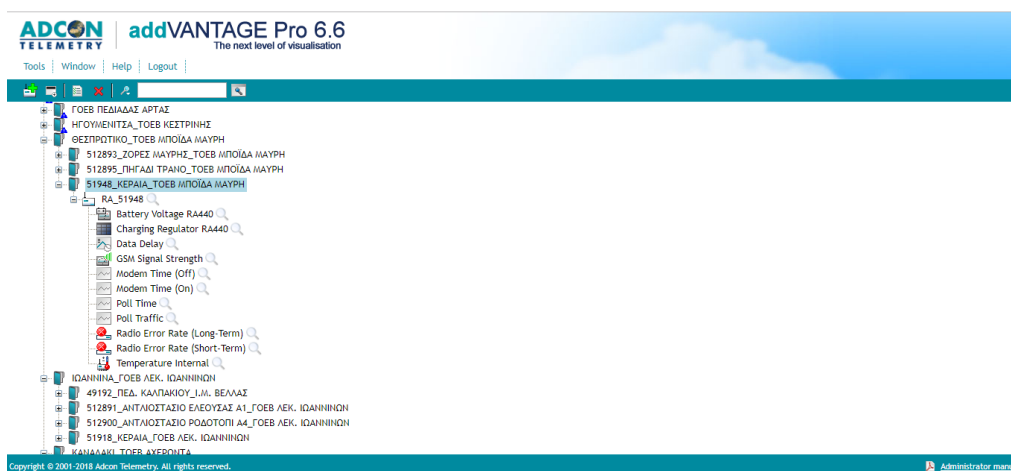 ADCON
TELEMETRY
addVANTAGE Pro 6.6
The next level of visualisation
Tools Window Help Logout
ΓΟΕΒ ΠΕΔΙΑΔΑΣ ΑΡΤΑΣ
ΗΓΟΥΜΕΝΙΤΣΑ_ΤΟΕΒ ΚΕΣΤΡΙΝΗΣ
ΘΕΣΠΡΩΤΙΚΟ_ΤΟΕΒ ΜΠΟΪΔΑ ΜΑΥΡΗ
512893_ΖΟΡΕΣ ΜΑΥΡΗΣ_ΤΟΕΒ ΜΠΟΪΔΑ ΜΑΥΡΗ
512895_ΠΗΓΑΔΙ ΤΡΑΝΟ_ΤΟΕΒ ΜΠΟΪΔΑ ΜΑΥΡΗ
51948_ΚΕΡΑΙΑ_ΤΟΕΒ ΜΠΟΪΔΑ ΜΑΥΡΗ
RA_51948
Battery Voltage RA440
Charging Regulator RA440
Data Delay
GSM Signal Strength
Modem Time (Off)
Modem Time (On)
Poll Time
Poll Traffic
Radio Error Rate (Long-Term)
Radio Error Rate (Short-Term)
Temperature Internal
ΙΩΑΝΝΙΝΑ_ΓΟΕΒ ΛΕΚ. ΙΩΑΝΝΙΝΩΝ
49192_ΠΕΔ. ΚΑΛΠΑΚΙΟΥ_Ι.Μ. ΒΕΛΛΑΣ
512891_ΑΝΤΛΙΟΣΤΑΣΙΟ ΕΛΕΟΥΣΑΣ Α1_ΓΟΕΒ ΛΕΚ. ΙΩΑΝΝΙΝΩΝ
512900_ΑΝΤΛΙΟΣΤΑΣΙΟ ΡΟΔΟΤΟΠΙ Α4_ΓΟΕΒ ΛΕΚ. ΙΩΑΝΝΙΝΩΝ
51918_ΚΕΡΑΙΑ_ΓΟΕΒ ΛΕΚ. ΙΩΑΝΝΙΝΩΝ
ΚΑΝΑΛΑΚΙ_ΤΟΕΒ ΑΧΕΡΟΝΤΑ
Copyright © 2001-2018 Adcon Telemetry. All rights reserved. Administrator manu